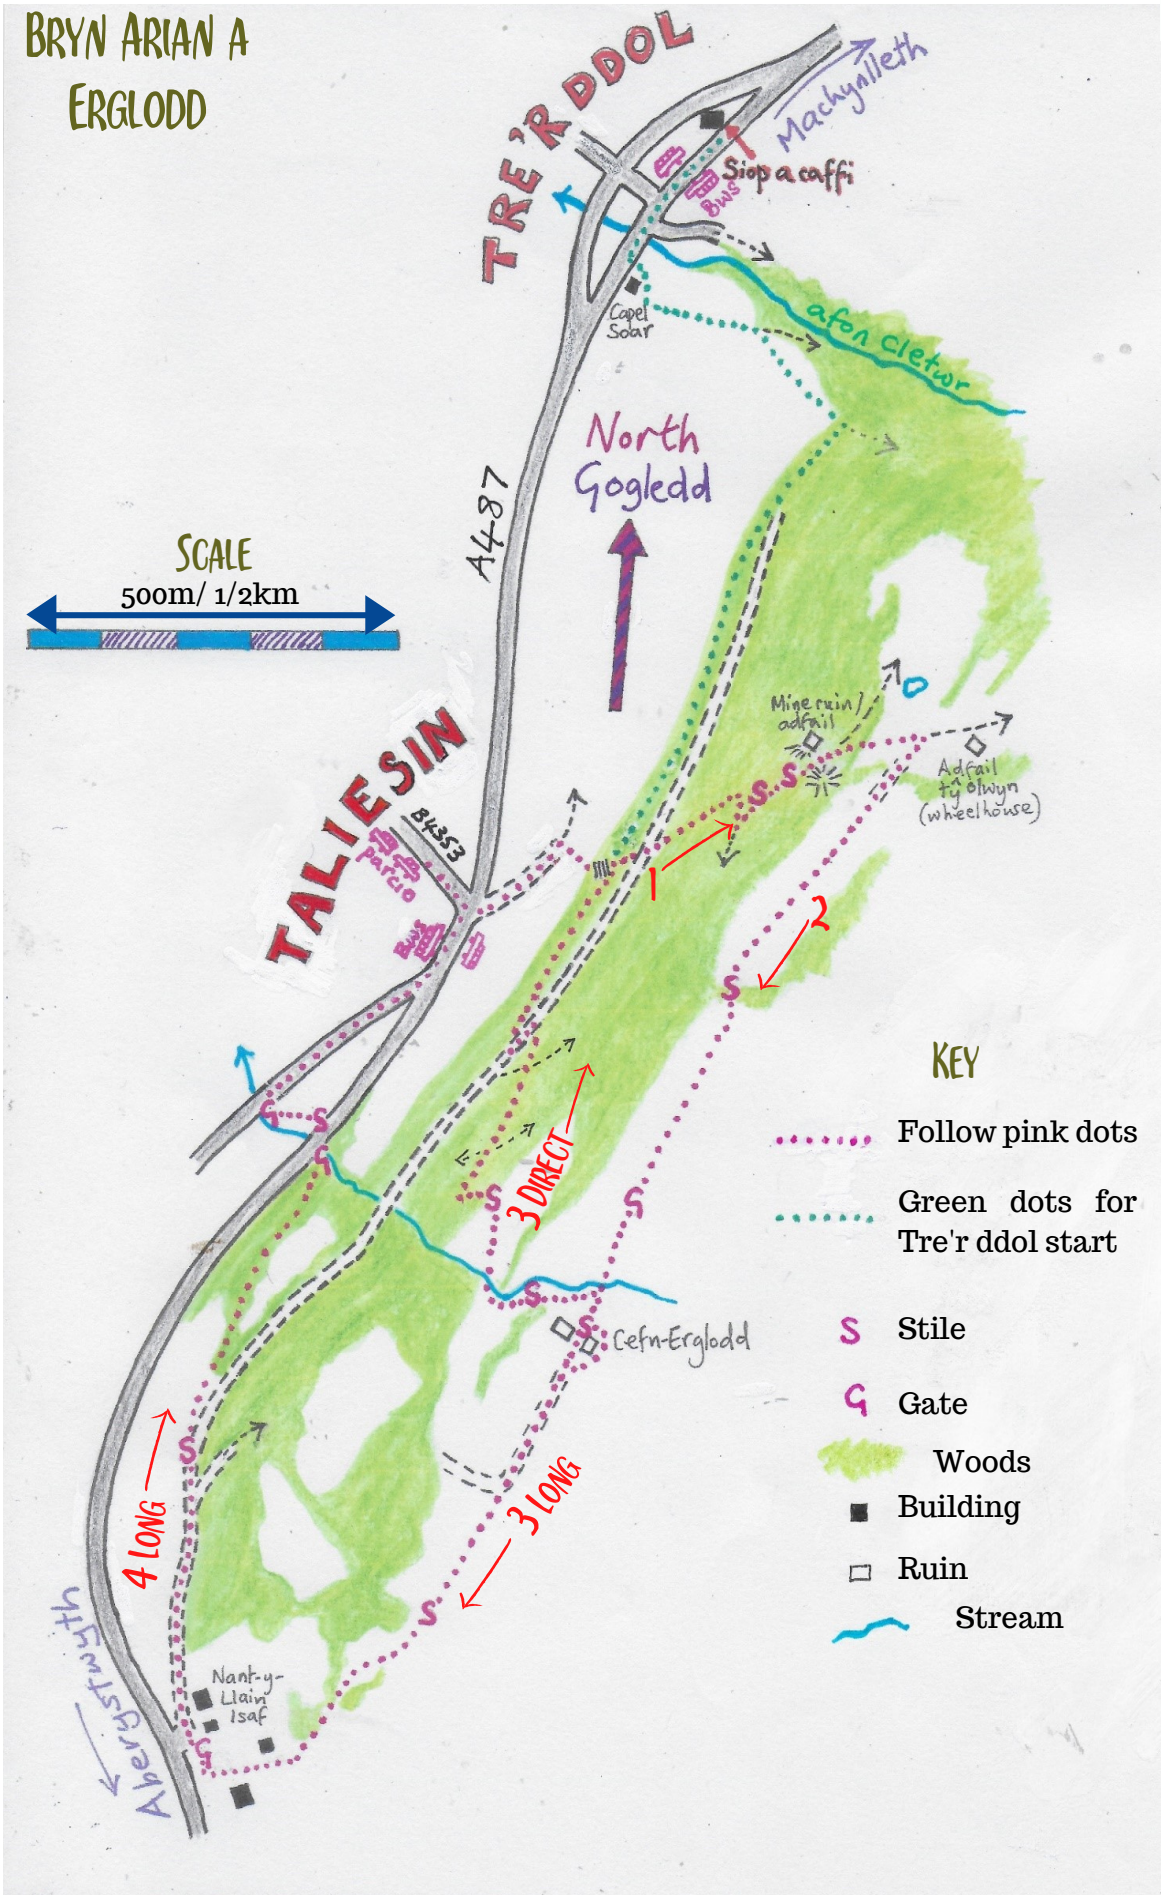 BRYN ARIAN A
ERGLODD
TRE'R DDOL
Machynlleth
Siop a caffi
Bws
Capel
Soar
afon cletwr
North
Gogledd
A487
SCALE
500m/ 1/2km
TALIESIN
B4353
parcio
Bws
Mine ruin/
adfail
Adfail
tŷ olwyn
(wheelhouse)
1
2
S
S
S
G
S
G
3 DIRECT
S
S
S
S
Cefn-Erglodd
S
3 LONG
S
4 LONG
Nant-y-
Llain
Isaf
G
Aberystwyth
KEY
Follow pink dots
Green dots for
Tre'r ddol start
S Stile
G Gate
Woods
Building
Ruin
Stream